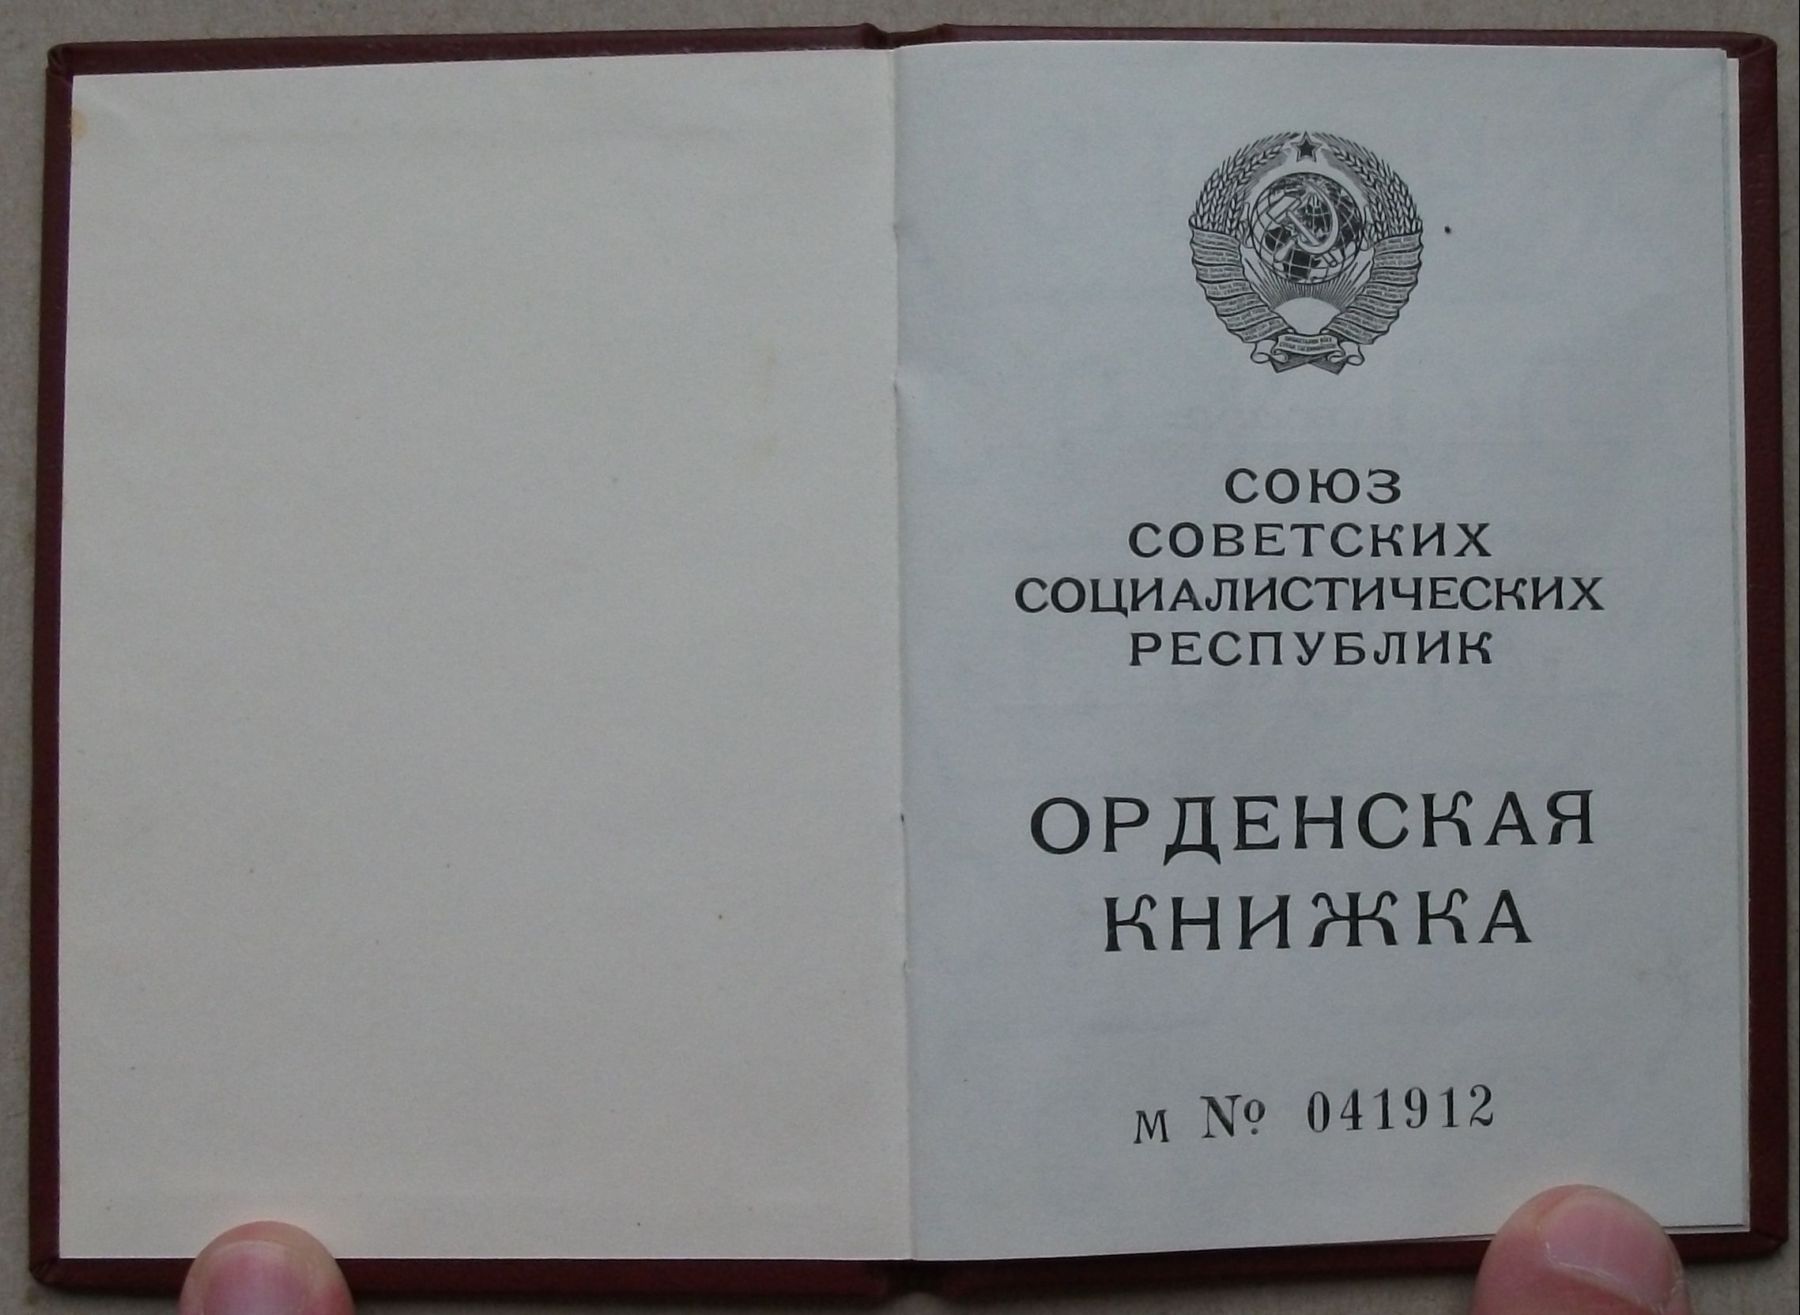 СОЮЗ
СОВЕТСКИХ
СОЦИАЛИСТИЧЕСКИХ
РЕСПУБЛИК
ОРДЕНСКАЯ
КНИЖКА
М № 041912